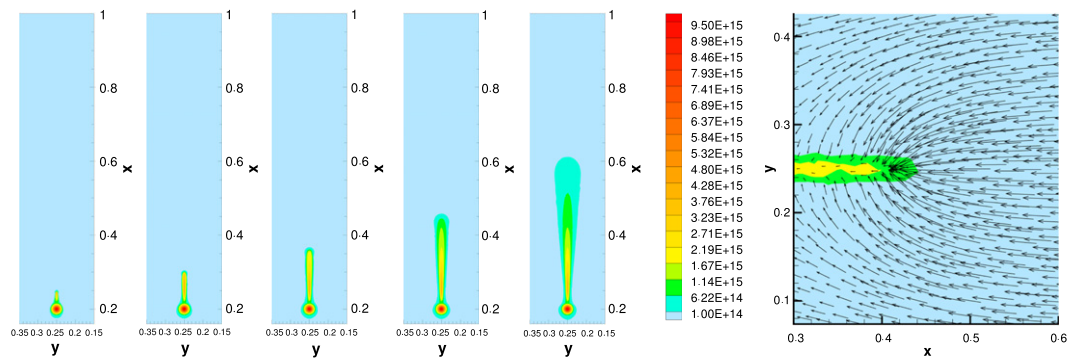 1
0.8
0.6
0.4
0.2
x
0.35 0.3 0.25 0.2 0.15
y
1
0.8
0.6
0.4
0.2
x
0.35 0.3 0.25 0.2 0.15
y
1
0.8
0.6
0.4
0.2
x
0.35 0.3 0.25 0.2 0.15
y
1
0.8
0.6
0.4
0.2
x
0.35 0.3 0.25 0.2 0.15
y
1
0.8
0.6
0.4
0.2
x
0.35 0.3 0.25 0.2 0.15
y
9.50E+15
8.98E+15
8.46E+15
7.93E+15
7.41E+15
6.89E+15
6.37E+15
5.84E+15
5.32E+15
4.80E+15
4.28E+15
3.76E+15
3.23E+15
2.71E+15
2.19E+15
1.67E+15
1.14E+15
6.22E+14
1.00E+14
0.4
0.3
0.2
0.1
y
0.3 0.4 0.5 0.6
x